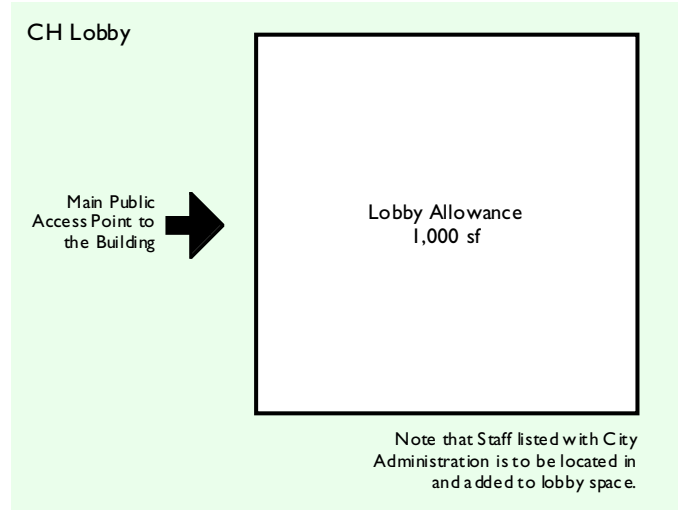 CH Lobby
Main Public
Access Point to
the Building
Lobby Allowance
1,000 sf
Note that Staff listed with City
Administration is to be located in
and added to lobby space.